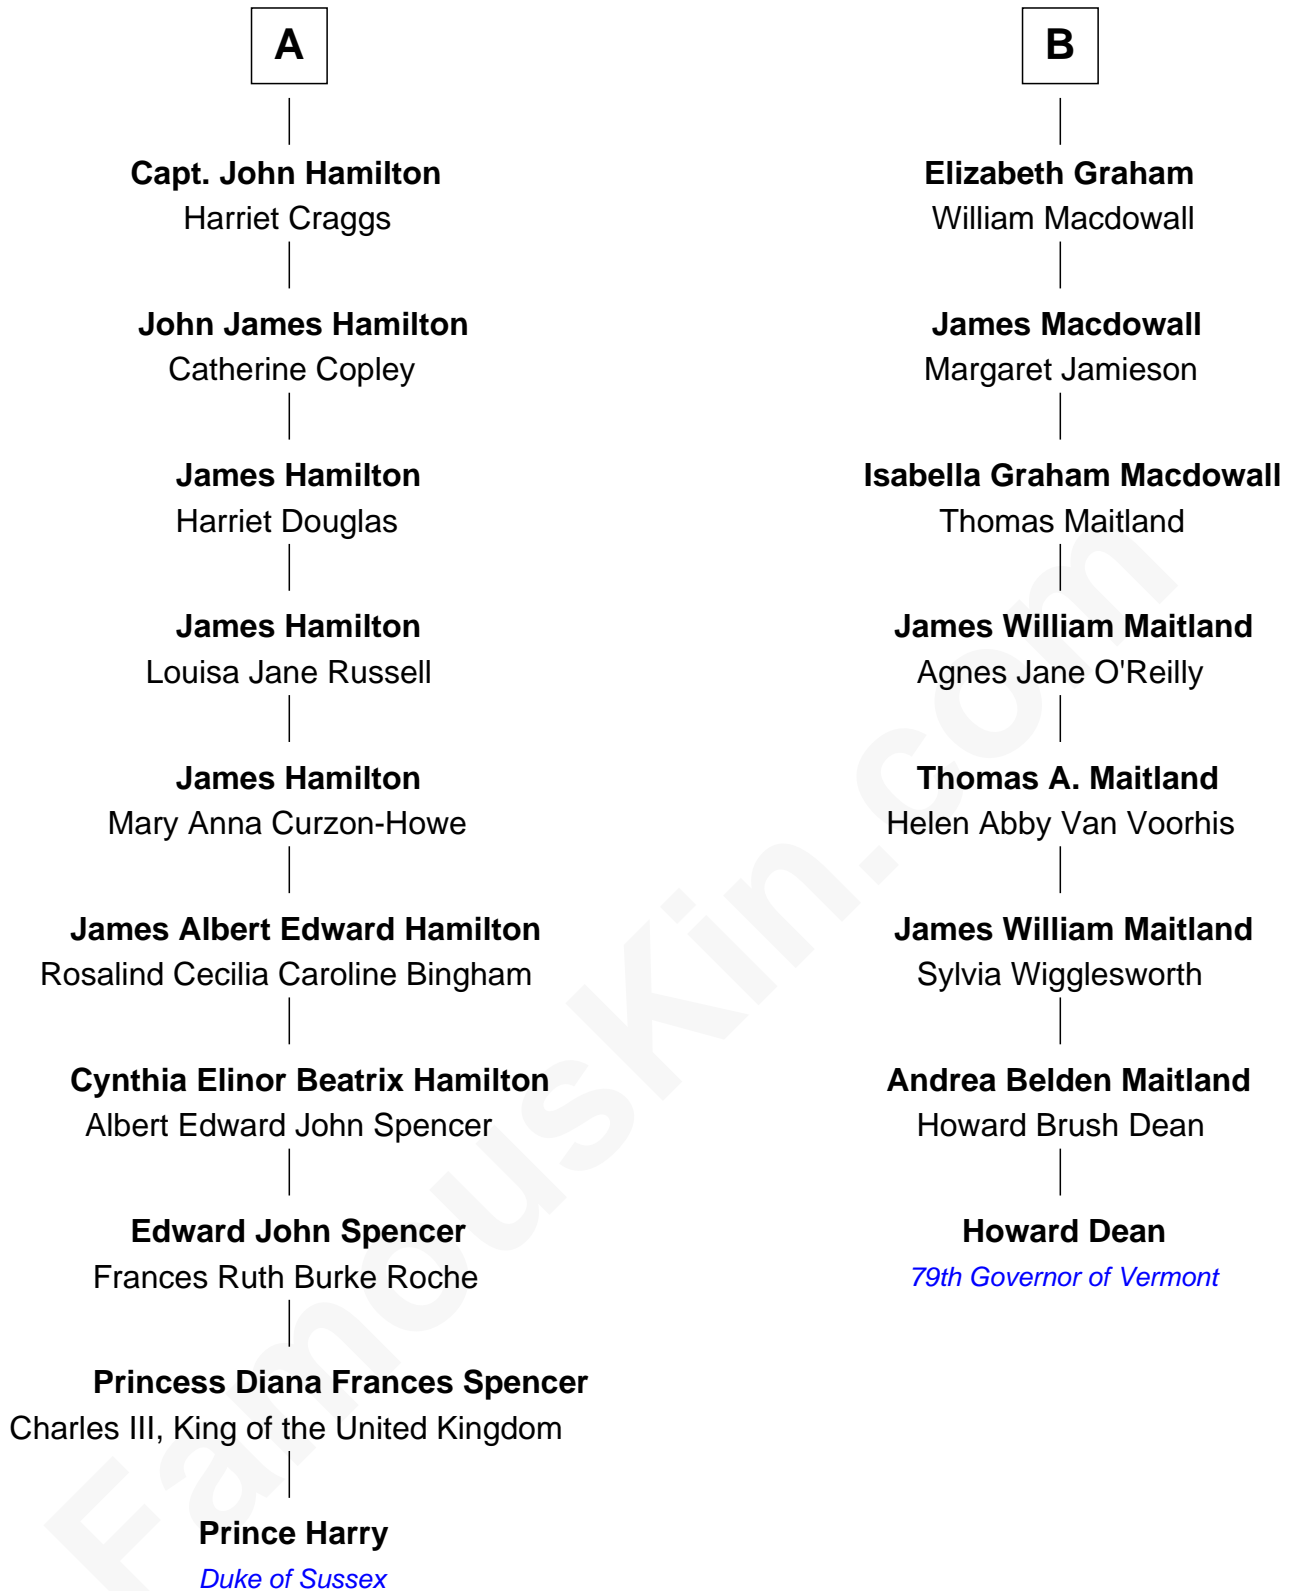 A
Capt. John Hamilton
Harriet Craggs
John James Hamilton
Catherine Copley
James Hamilton
Harriet Douglas
James Hamilton
Louisa Jane Russell
James Hamilton
Mary Anna Curzon-Howe
James Albert Edward Hamilton
Rosalind Cecilia Caroline Bingham
Cynthia Elinor Beatrix Hamilton
Albert Edward John Spencer
Edward John Spencer
Frances Ruth Burke Roche
Princess Diana Frances Spencer
Charles III, King of the United Kingdom
Prince Harry
Duke of Sussex
B
Elizabeth Graham
William Macdowall
James Macdowall
Margaret Jamieson
Isabella Graham Macdowall
Thomas Maitland
James William Maitland
Agnes Jane O'Reilly
Thomas A. Maitland
Helen Abby Van Voorhis
James William Maitland
Sylvia Wigglesworth
Andrea Belden Maitland
Howard Brush Dean
Howard Dean
79th Governor of Vermont
FamousKin.com